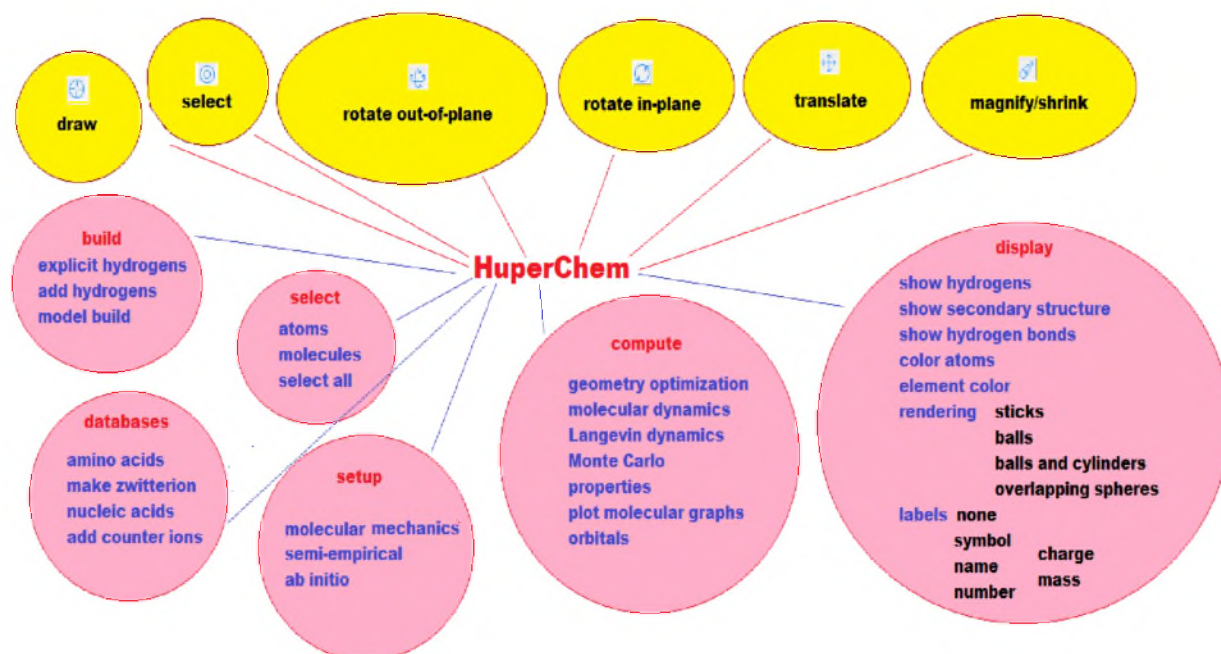 draw
select
rotate out-of-plane
rotate in-plane
translate
magnify/shrink
HuperChem
build
explicit hydrogens
add hydrogens
model build
select
atoms
molecules
select all
databases
amino acids
make zwitterion
nucleic acids
add counter ions
setup
molecular mechanics
semi-empirical
ab initio
compute
geometry optimization
molecular dynamics
Langevin dynamics
Monte Carlo
properties
plot molecular graphs
orbitals
display
show hydrogens
show secondary structure
show hydrogen bonds
color atoms
element color
rendering sticks
balls
balls and cylinders
overlapping spheres
labels none
symbol
name
number
charge
mass